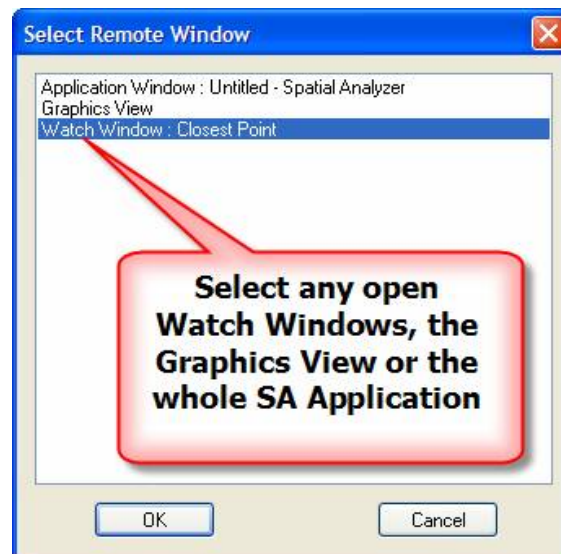 Select Remote Window
Application Window : Untitled - Spatial Analyzer
Graphics View
Watch Window : Closest Point
Select any open
Watch Windows, the
Graphics View or the
whole SA Application
OK
Cancel